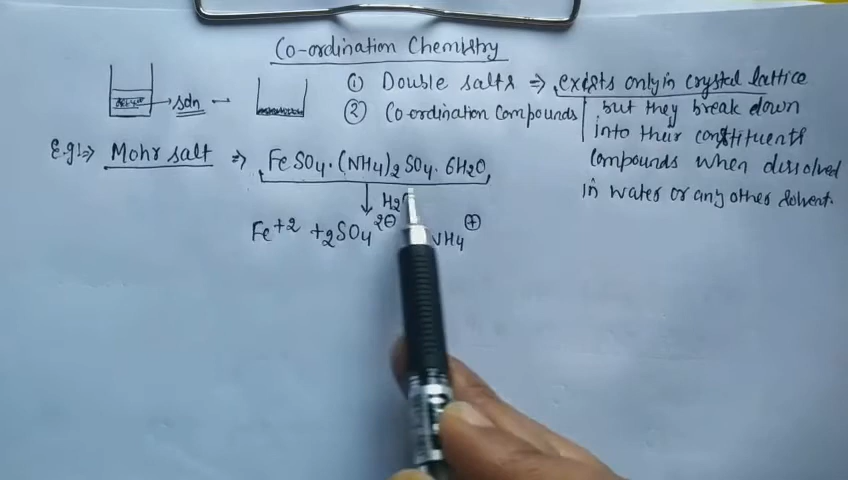 Co-ordination Chemistry
→ soln –
① Double salts ⇒ exists only in crystal lattice
② Co-ordination compounds
but they break down
into their constituents
compounds when dissolved
in water or any other solvent.
E.g1⇒ Mohr salt ⇒ FeSO4·(NH4)2SO4·6H2O
Fe+2 + 2SO4 2⊖ NH4 ⊕